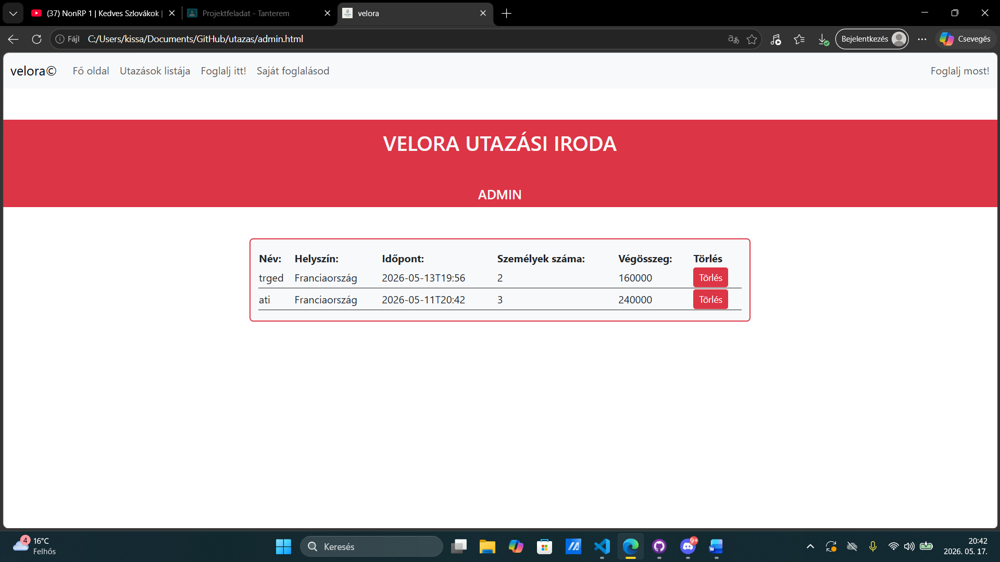 (37) NonRP 1 | Kedves Szlovákok |
Projektfeladat - Tanterem
velora
Fájl
C:/Users/kissa/Documents/GitHub/utazas/admin.html
Bejelentkezés
Csevegés
velora©
Fő oldal
Utazások listája
Foglalj itt!
Saját foglalásod
Foglalj most!
VELORA UTAZÁSI IRODA
ADMIN
Név: Helyszín: Időpont: Személyek száma: Végösszeg: Törlés
trged Franciaország 2026-05-13T19:56 2 160000 Törlés
ati Franciaország 2026-05-11T20:42 3 240000 Törlés
4
16°C
Felhős
Keresés
9+
20:42
2026. 05. 17.